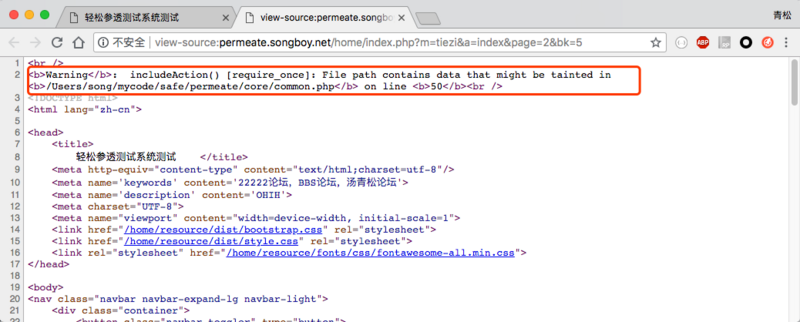 轻松参透测试系统测试
view-source:permeate.songboy.net
青松
不安全 | view-source:permeate.songboy.net/home/index.php?m=tiezi&a=index&page=2&bk=5
ABP
1 <br />
2 <b>Warning</b>:  includeAction() [require_once]: File path contains data that might be tainted in
<b>/Users/song/mycode/safe/permeate/core/common.php</b> on line <b>50</b><br />
3 <!DOCTYPE html>
4 <html lang="zh-cn">
5
6 <head>
7     <title>
8         轻松参透测试系统测试    </title>
9     <meta http-equiv="content-type" content="text/html;charset=utf-8"/>
10     <meta name='keywords' content='22222论坛，BBS论坛，汤青松论坛'>
11     <meta name='description' content='OHIH'>
12     <meta charset="UTF-8">
13     <meta name="viewport" content="width=device-width, initial-scale=1">
14     <link href="/home/resource/dist/bootstrap.css" rel="stylesheet">
15     <link href="/home/resource/dist/style.css" rel="stylesheet">
16     <link rel="stylesheet" href="/home/resource/fonts/css/fontawesome-all.min.css">
17 </head>
18
19 <body>
20 <nav class="navbar navbar-expand-lg navbar-light">
21     <div class="container">
22         <button class="navbar-toggler" type="button"